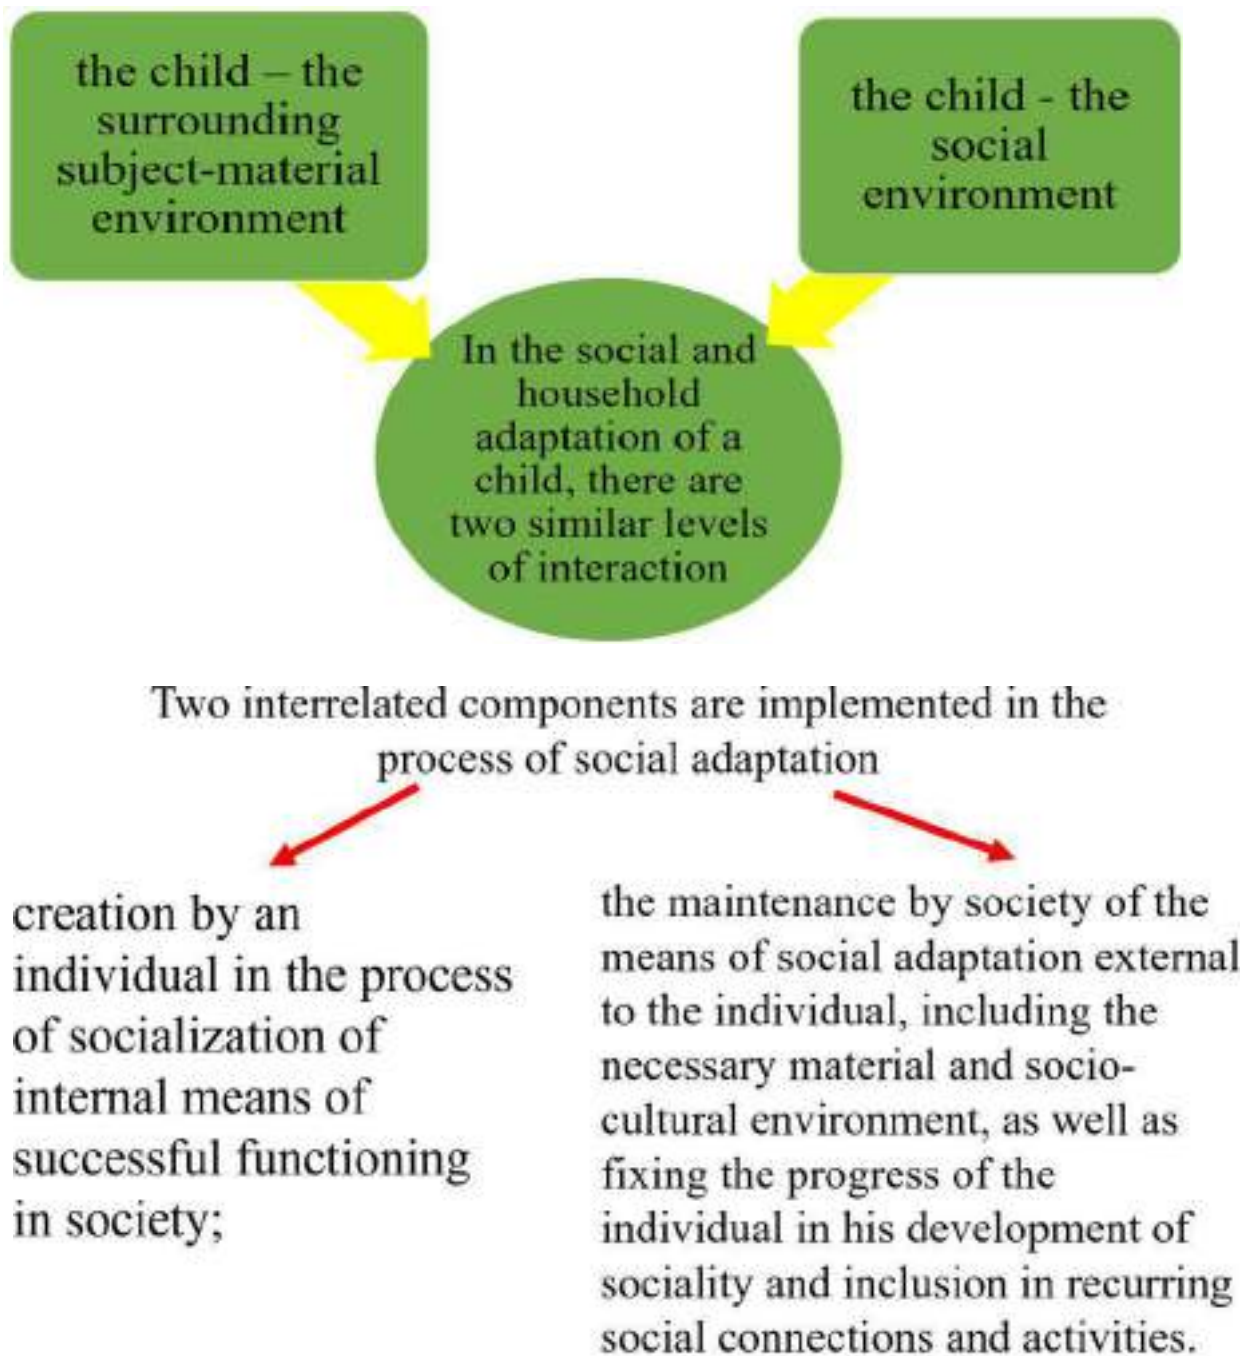 the child – the
surrounding
subject-material
environment
the child - the
social
environment
In the social and
household
adaptation of a
child, there are
two similar levels
of interaction
Two interrelated components are implemented in the
process of social adaptation
creation by an
individual in the process
of socialization of
internal means of
successful functioning
in society;
the maintenance by society of the
means of social adaptation external
to the individual, including the
necessary material and socio-
cultural environment, as well as
fixing the progress of the
individual in his development of
sociality and inclusion in recurring
social connections and activities.